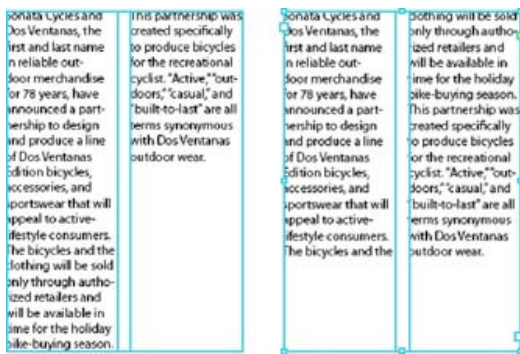 Sonata Cycles and
Dos Ventanas, the
first and last name
in reliable out-
door merchandise
for 78 years, have
announced a part-
nership to design
and produce a line
of Dos Ventanas
Edition bicycles,
accessories, and
sportswear that will
appeal to active-
lifestyle consumers.
The bicycles and the
clothing will be sold
only through autho-
rized retailers and
will be available in
time for the holiday
bike-buying season.
This partnership was
created specifically
to produce bicycles
for the recreational
cyclist. "Active," "out-
doors," "casual," and
"built-to-last" are all
terms synonymous
with Dos Ventanas
outdoor wear.
Sonata Cycles and
Dos Ventanas, the
first and last name
in reliable out-
door merchandise
for 78 years, have
announced a part-
nership to design
and produce a line
of Dos Ventanas
Edition bicycles,
accessories, and
sportswear that will
appeal to active-
lifestyle consumers.
The bicycles and the
clothing will be sold
only through autho-
rized retailers and
will be available in
time for the holiday
bike-buying season.
This partnership was
created specifically
to produce bicycles
for the recreational
cyclist. "Active," "out-
doors," "casual," and
"built-to-last" are all
terms synonymous
with Dos Ventanas
outdoor wear.